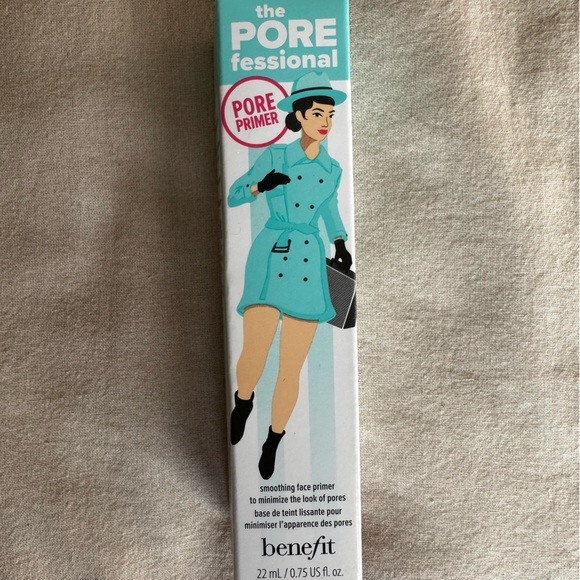 the
PORE
fessional
PORE
PRIMER
smoothing face primer
to minimize the look of pores
base de teint lissante pour
minimiser l'apparence des pores
benefit
22 mL / 0.75 US fl. oz.